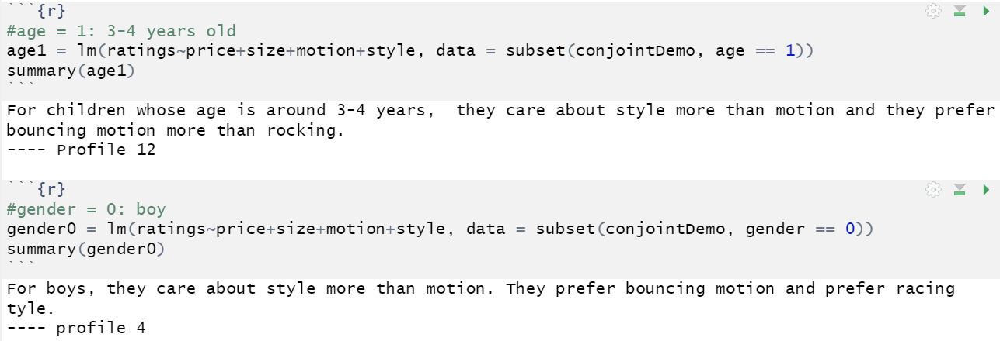 ```{r}
#age = 1: 3-4 years old
age1 = lm(ratings~price+size+motion+style, data = subset(conjointDemo, age == 1))
summary(age1)
```
For children whose age is around 3-4 years,  they care about style more than motion and they prefer
bouncing motion more than rocking.
---- Profile 12
```{r}
#gender = 0: boy
gender0 = lm(ratings~price+size+motion+style, data = subset(conjointDemo, gender == 0))
summary(gender0)
```
For boys, they care about style more than motion. They prefer bouncing motion and prefer racing
tyle.
---- profile 4